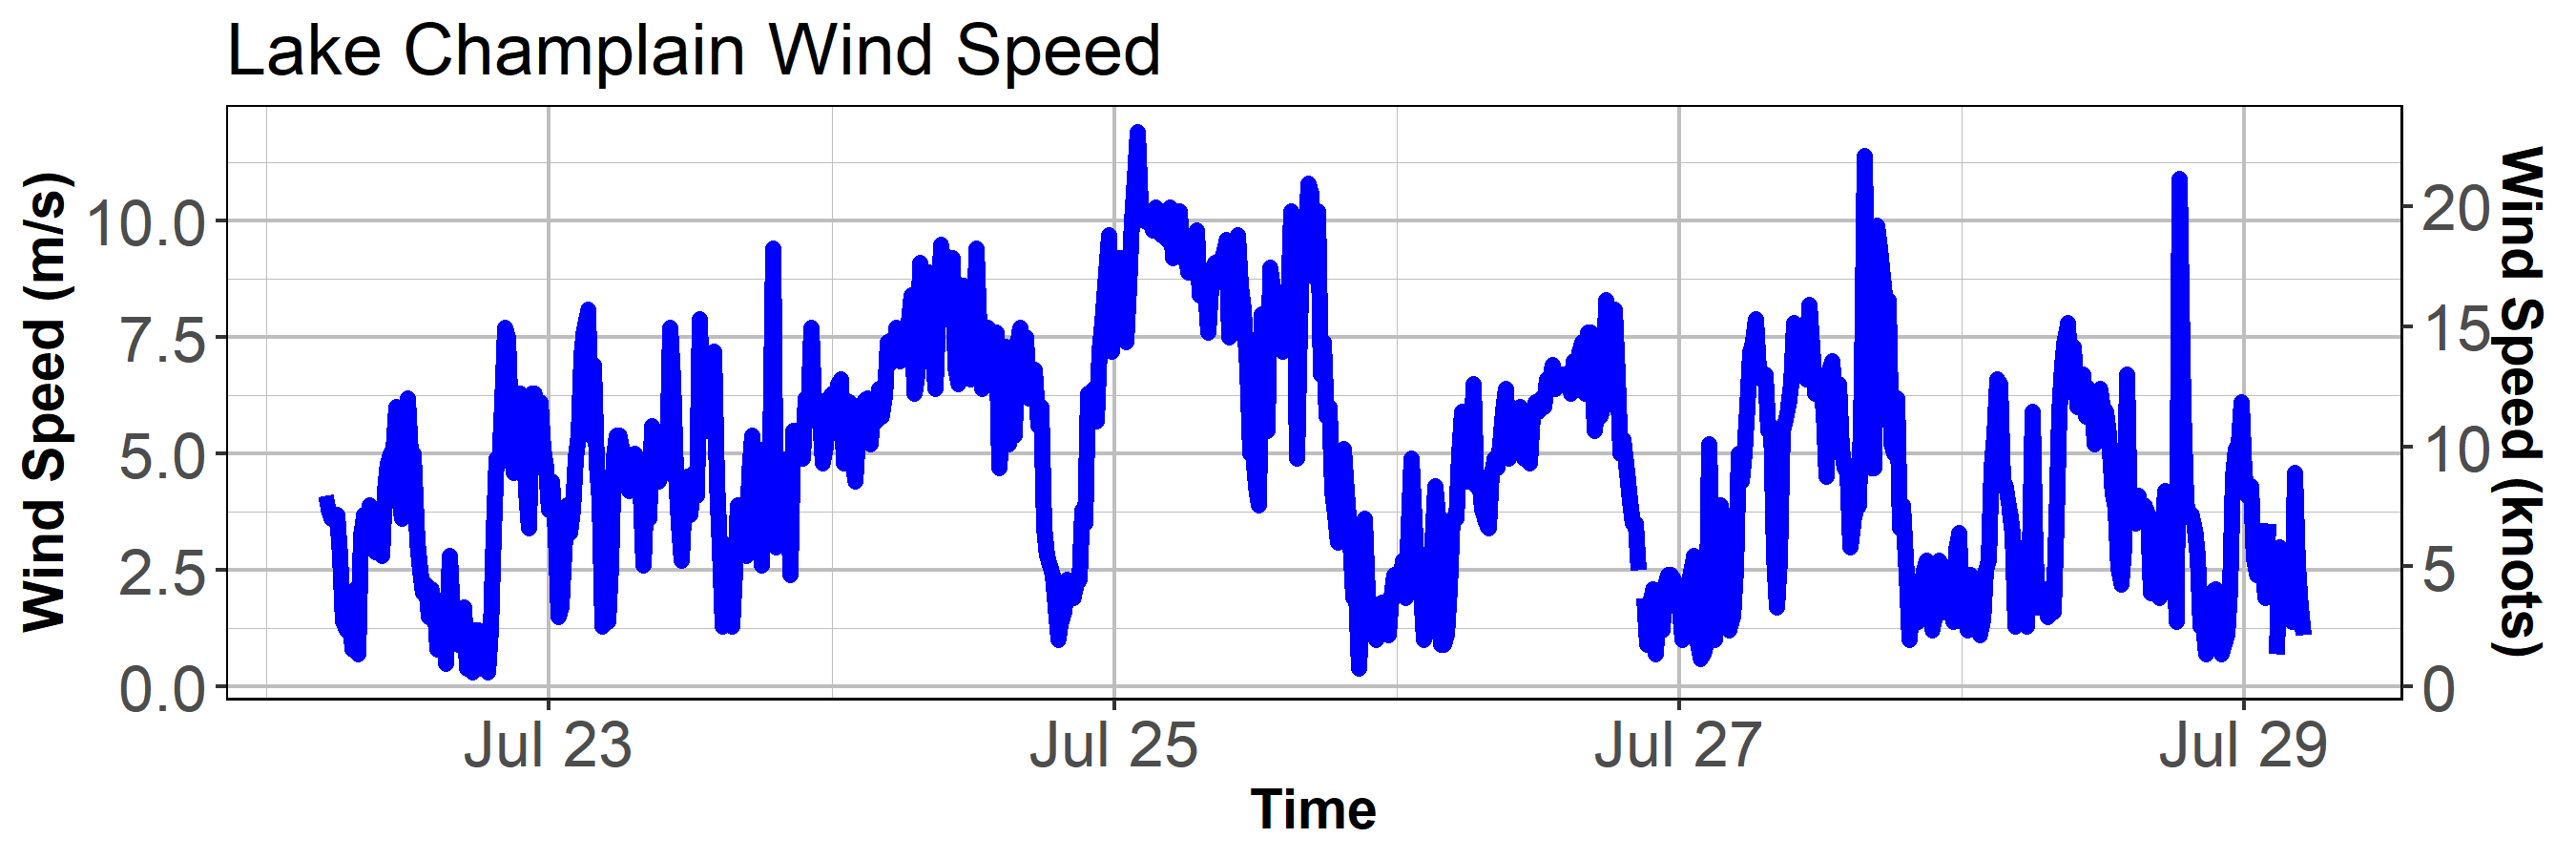 Lake Champlain Wind Speed
Wind Speed (m/s)
10.0
7.5
5.0
2.5
0.0
20
15
10
5
0
Wind Speed (knots)
Jul 23 Jul 25 Jul 27 Jul 29
Time